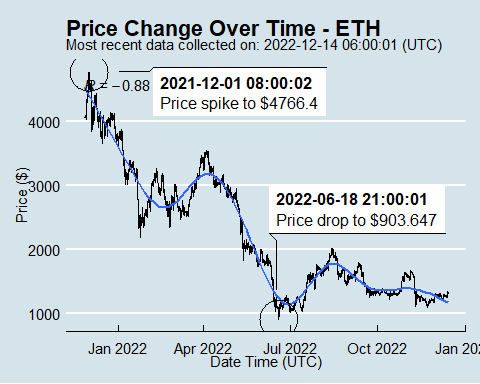 Price Change Over Time - ETH
Most recent data collected on: 2022-12-14 06:00:01 (UTC)
= −0.88
2021-12-01 08:00:02
Price spike to $4766.4
4000
3000
2022-06-18 21:00:01
Price drop to $903.647
2000
1000
Price ($)
Jan 2022
Apr 2022
Jul 2022
Oct 2022
Jan 202
Date Time (UTC)